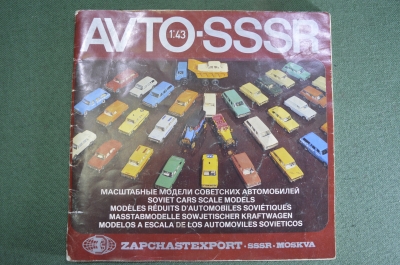 AVTO-SSSR
1:43
МАСШТАБНЫЕ МОДЕЛИ СОВЕТСКИХ АВТОМОБИЛЕЙ
SOVIET CARS SCALE MODELS
MODÈLES RÉDUITS D'AUTOMOBILES SOVIÉTIQUES
MASSTABMODELLE SOWJETISCHER KRAFTWAGEN
MODELOS A ESCALA DE LOS AUTOMOVILES SOVIETICOS
ZAPCHASTEXPORT · SSSR · MOSKVA